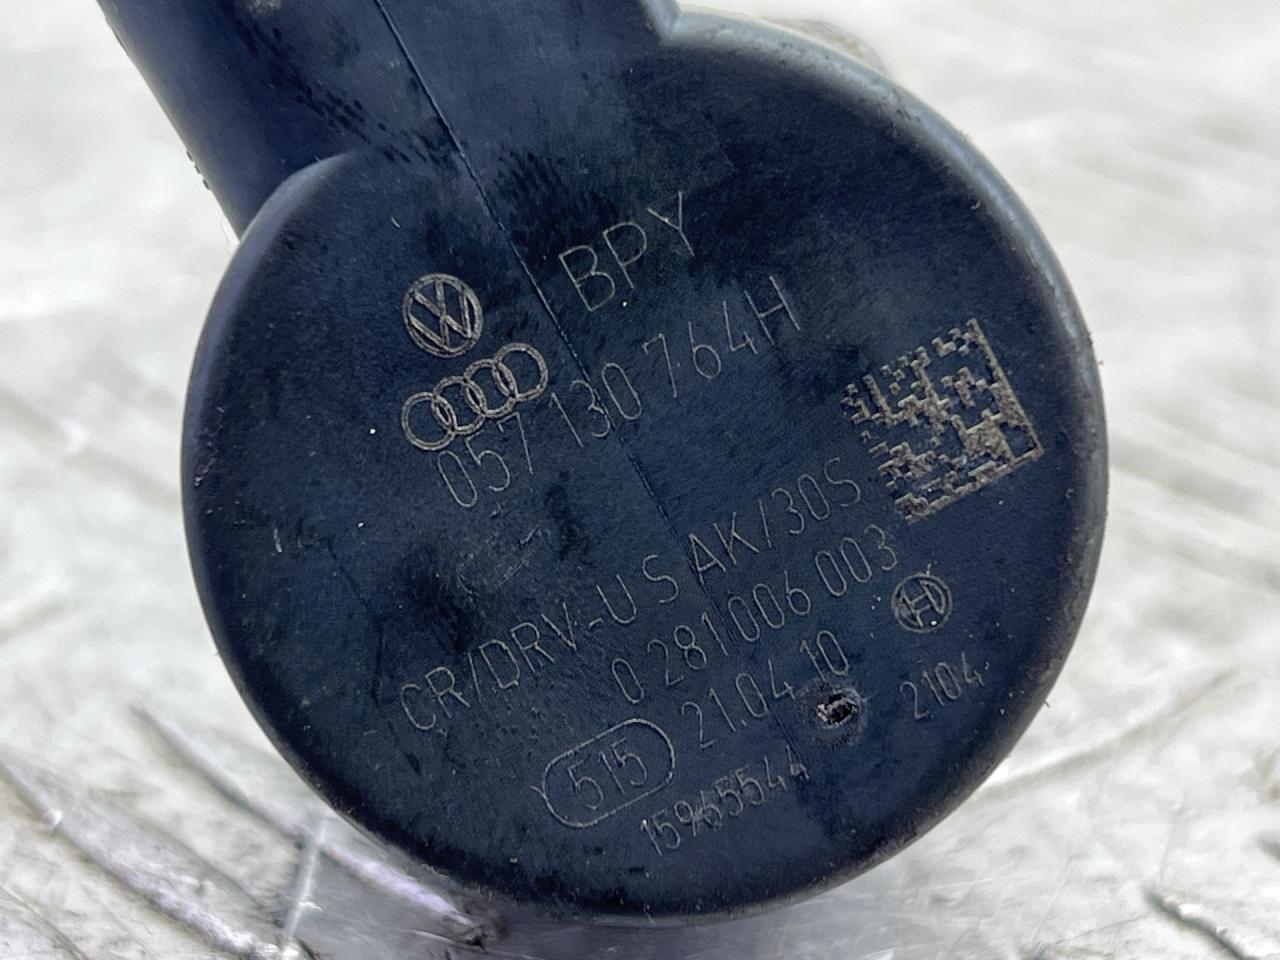 BPY
057 130 764H
CR/DRV-U S AK/30S
0 281 006 003
515 21.04.10
2104
15965544